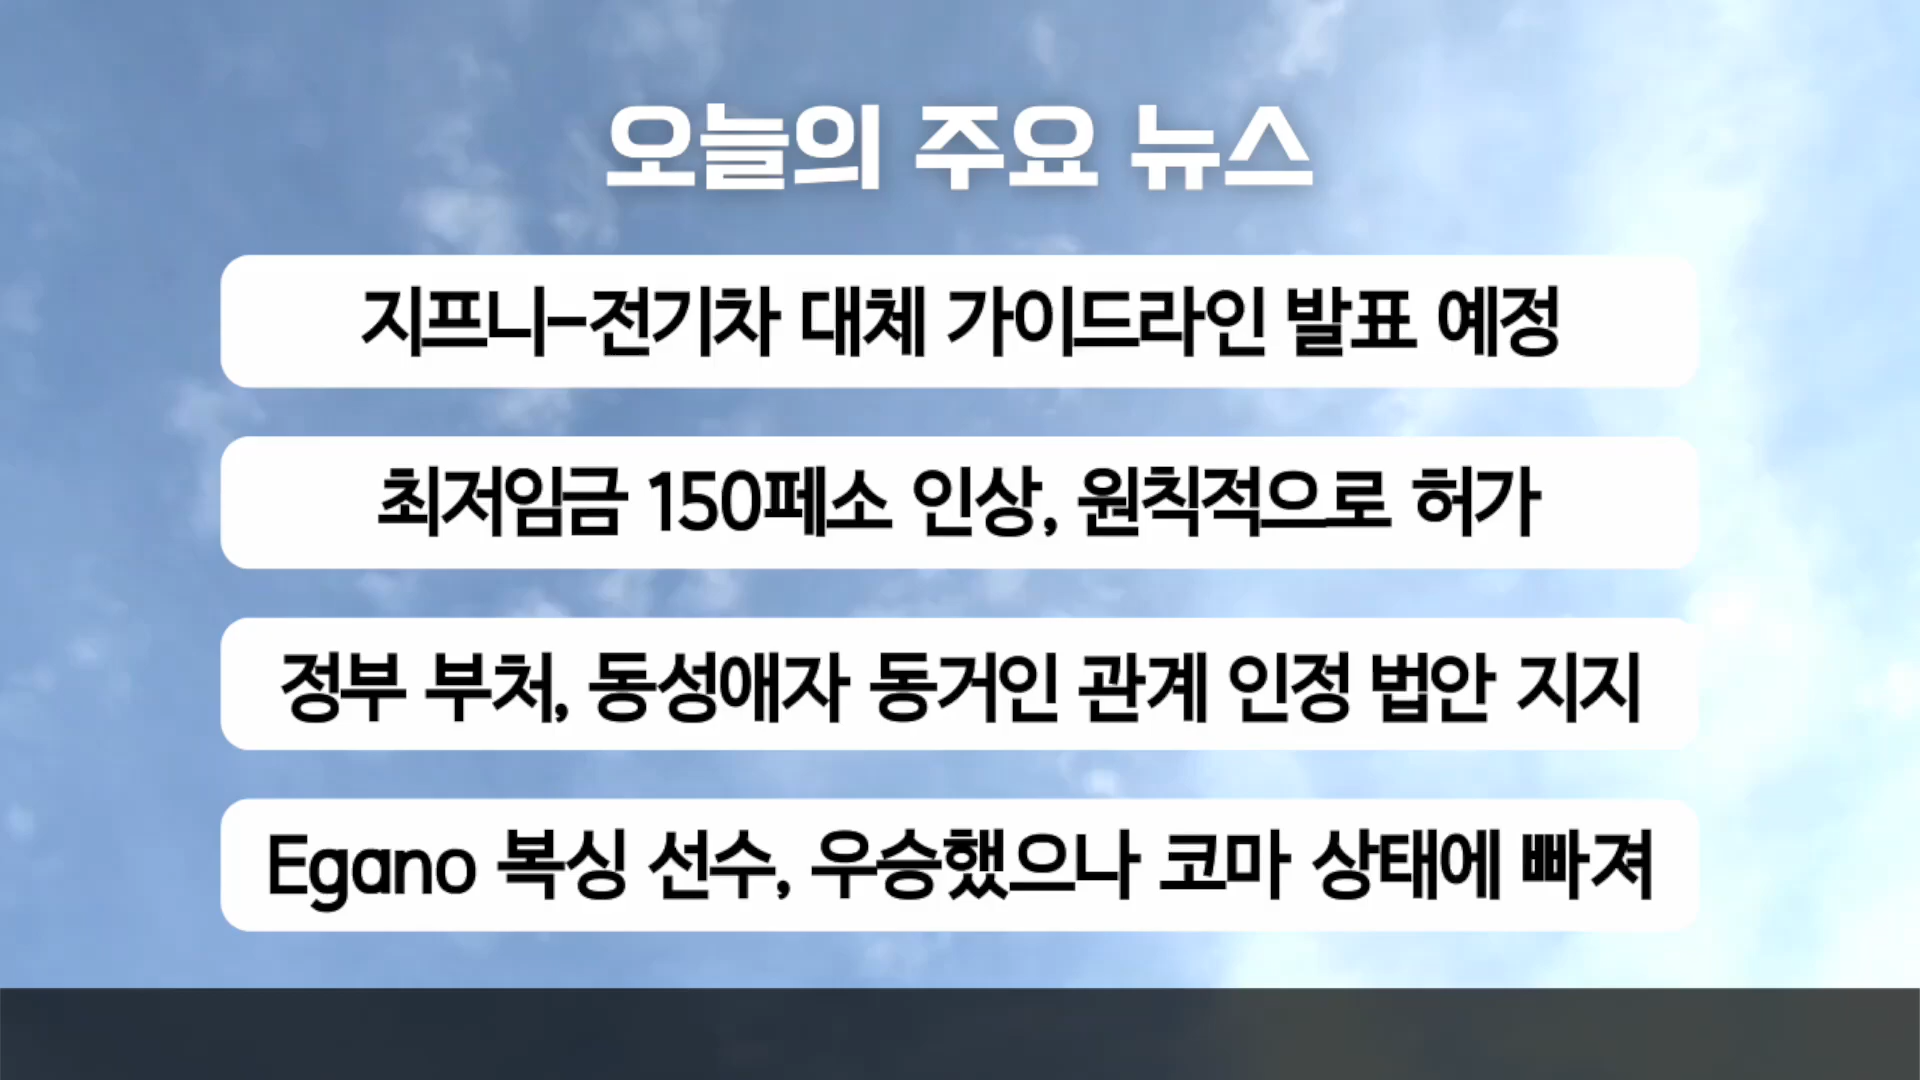 오늘의 주요 뉴스
지프니-전기차 대체 가이드라인 발표 예정
최저임금 150페소 인상, 원칙적으로 허가
정부 부처, 동성애자 동거인 관계 인정 법안 지지
Egano 복싱 선수, 우승했으나 코마 상태에 빠져